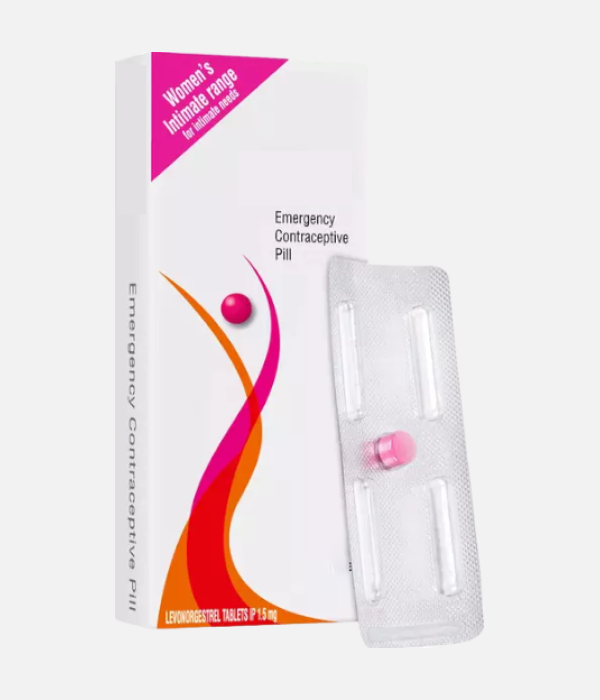 Women's
Intimate range
for intimate needs
Emergency
Contraceptive
Pill
Emergency Contraceptive Pill
LEVONORGESTREL TABLETS IP 1.5 mg